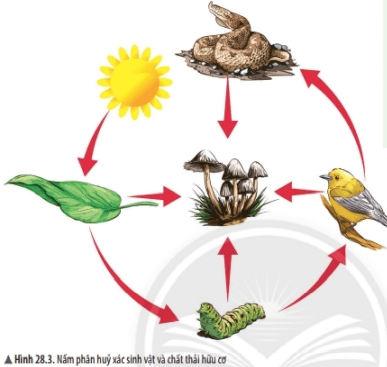 ▲ Hình 28.3. Nấm phân huỷ xác sinh vật và chất thải hữu cơ